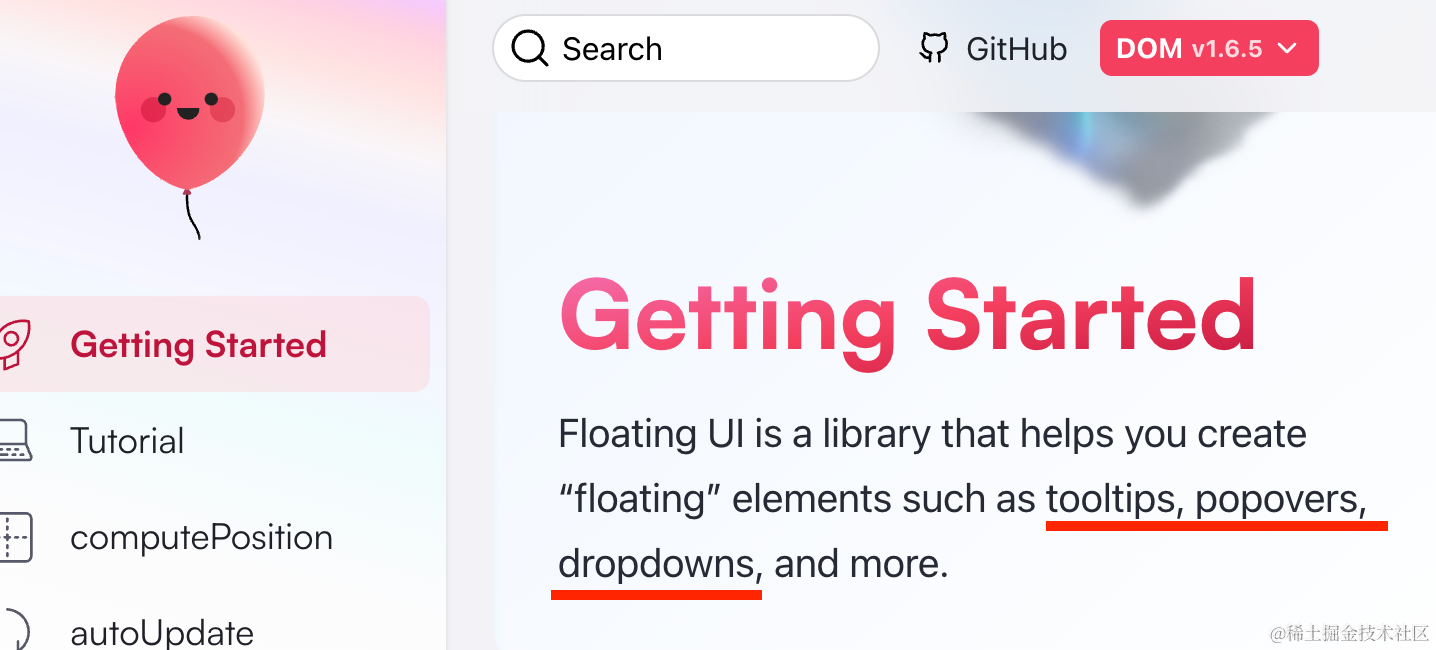 Search
GitHub
DOM v1.6.5
Getting Started
Tutorial
computePosition
autoUpdate
Getting Started
Floating UI is a library that helps you create
“floating” elements such as tooltips, popovers,
dropdowns, and more.
@稀土掘金技术社区